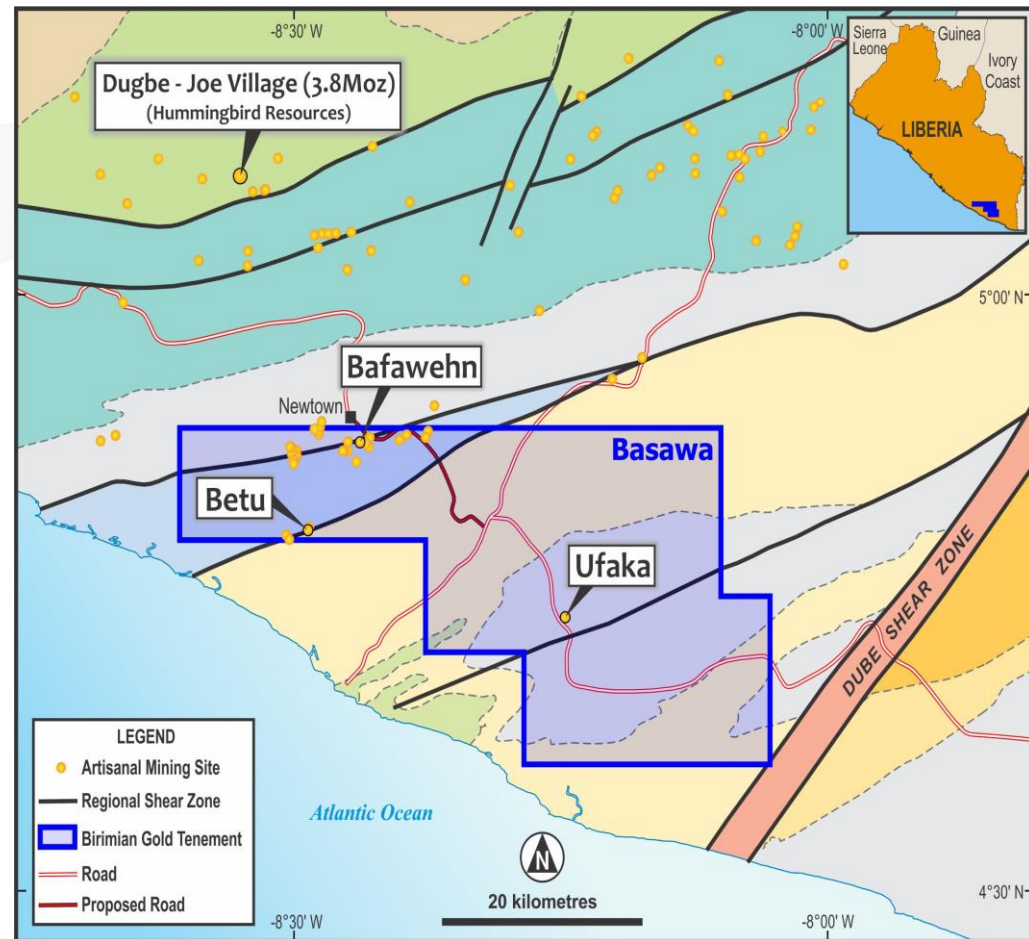 -8°30' W
-8°00' W
Sierra
Leone
Guinea
Ivory
Coast
LIBERIA
Dugbe - Joe Village (3.8Moz)
(Hummingbird Resources)
5°00' N
Bafawehn
Newtown
Basawa
Betu
Ufaka
DUBE SHEAR ZONE
LEGEND
Artisanal Mining Site
Regional Shear Zone
Birimian Gold Tenement
Road
Proposed Road
Atlantic Ocean
N
20 kilometres
4°30' N
-8°30' W
-8°00' W